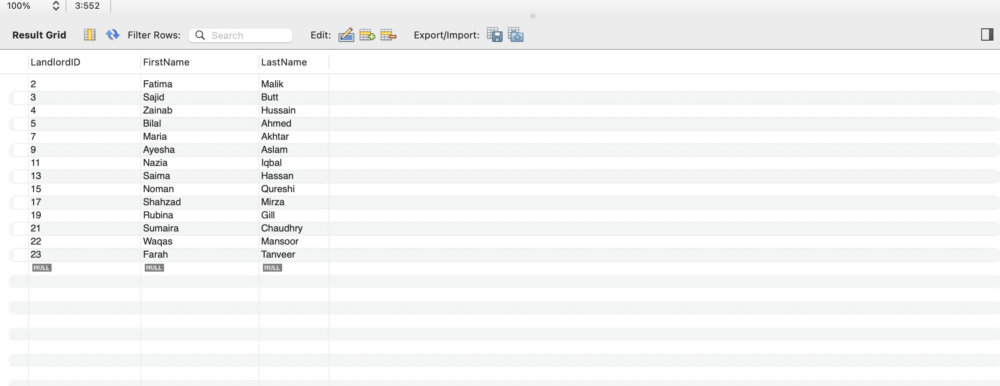 100% 3:552
Result Grid Filter Rows: Search Edit: Export/Import:
LandlordID FirstName LastName
2 Fatima Malik
3 Sajid Butt
4 Zainab Hussain
5 Bilal Ahmed
7 Maria Akhtar
9 Ayesha Aslam
11 Nazia Iqbal
13 Saima Hassan
15 Noman Qureshi
17 Shahzad Mirza
19 Rubina Gill
21 Sumaira Chaudhry
22 Waqas Mansoor
23 Farah Tanveer
NULL NULL NULL